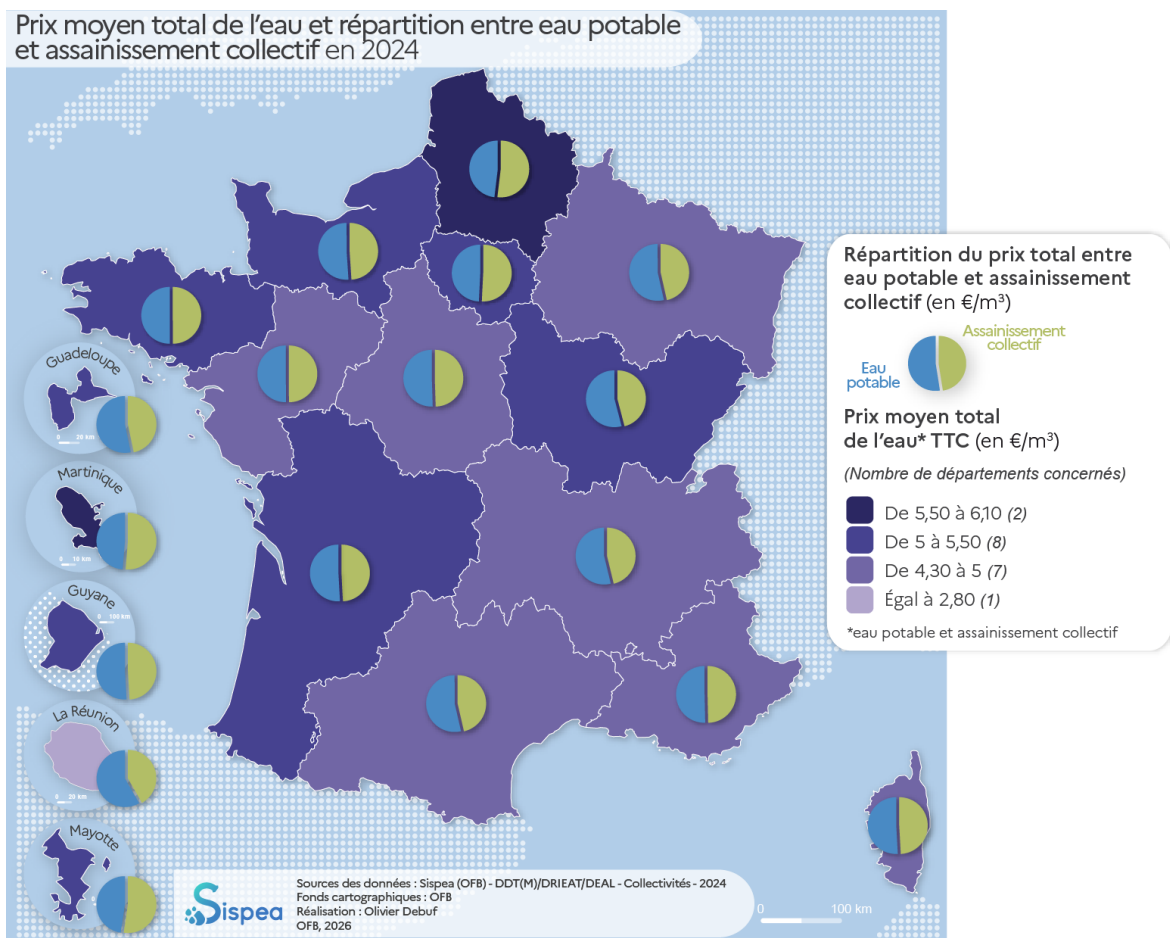 Prix moyen total de l'eau et répartition entre eau potable
et assainissement collectif en 2024
Guadeloupe
0 20 km
Martinique
0 10 km
Guyane
0 100 km
La Réunion
0 20 km
Mayotte
Répartition du prix total entre
eau potable et assainissement
collectif (en €/m³)
Assainissement
collectif
Eau
potable
Prix moyen total
de l'eau* TTC (en €/m³)
(Nombre de départements concernés)
De 5,50 à 6,10 (2)
De 5 à 5,50 (8)
De 4,30 à 5 (7)
Égal à 2,80 (1)
*eau potable et assainissement collectif
Sispea
Sources des données : Sispea (OFB) - DDT(M)/DRIEAT/DEAL - Collectivités - 2024
Fonds cartographiques : OFB
Réalisation : Olivier Debuf
OFB, 2026
0 100 km